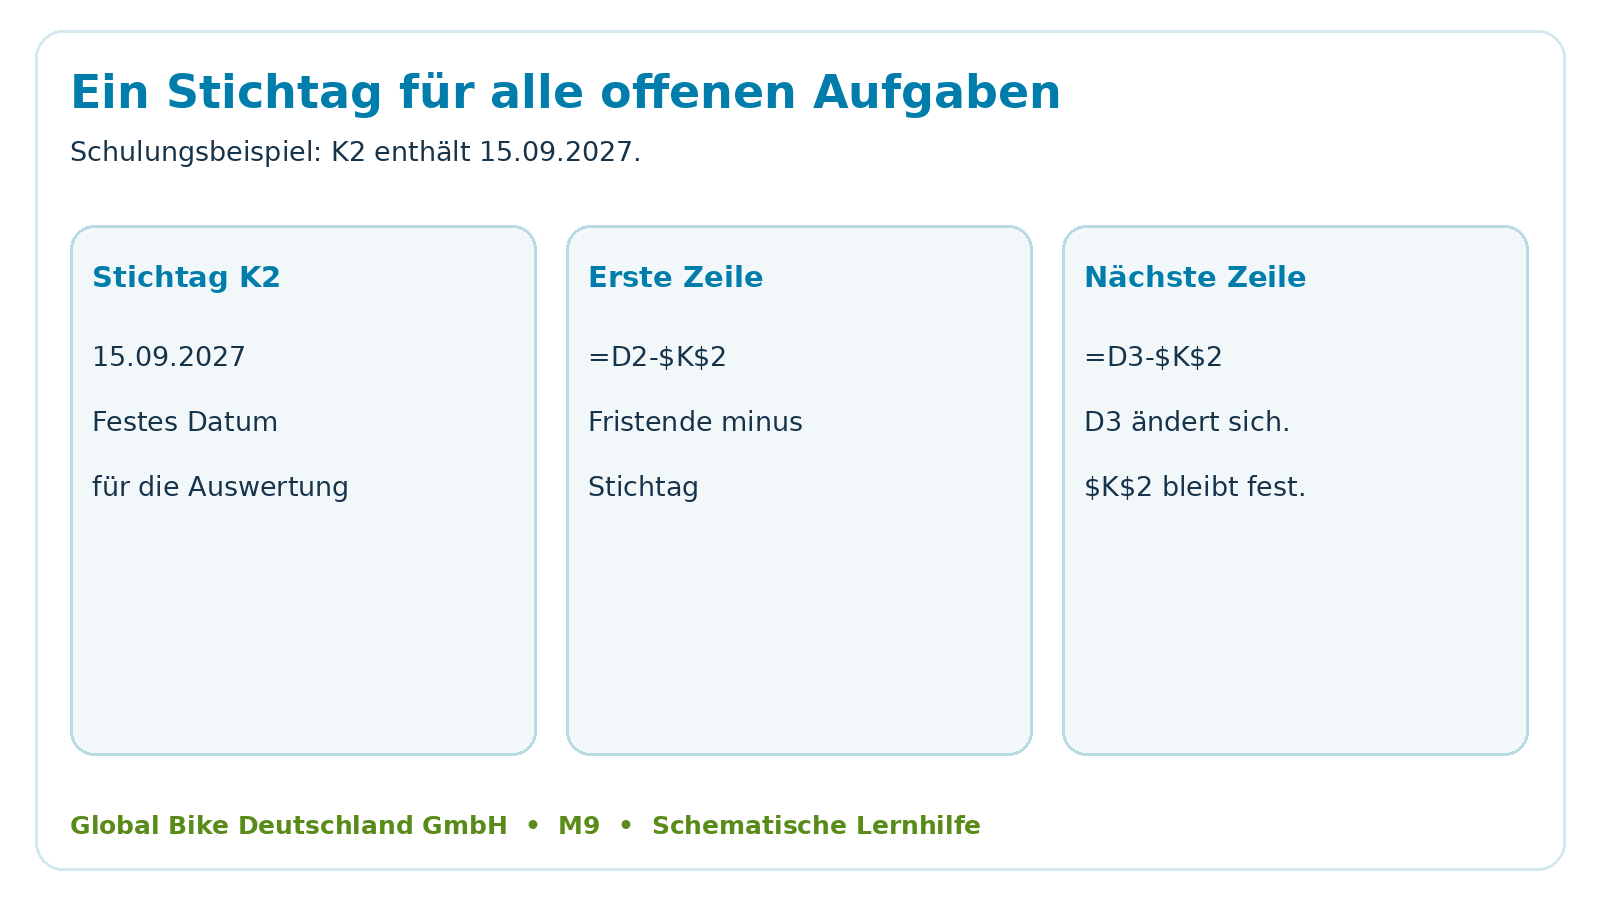 Ein Stichtag für alle offenen Aufgaben
Schulungsbeispiel: K2 enthält 15.09.2027.
Stichtag K2
15.09.2027
Festes Datum
für die Auswertung
Erste Zeile
=D2-$K$2
Fristende minus
Stichtag
Nächste Zeile
=D3-$K$2
D3 ändert sich.
$K$2 bleibt fest.
Global Bike Deutschland GmbH • M9 • Schematische Lernhilfe